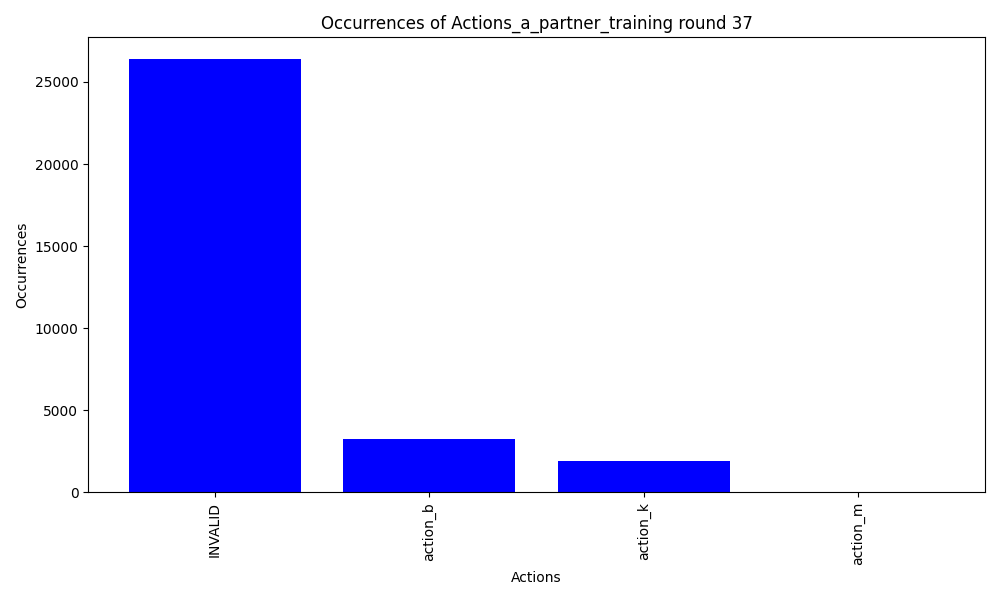 Occurrences of Actions_a_partner_training round 37
25000
20000
15000
10000
5000
0
Occurrences
INVALID
action_b
action_k
action_m
Actions